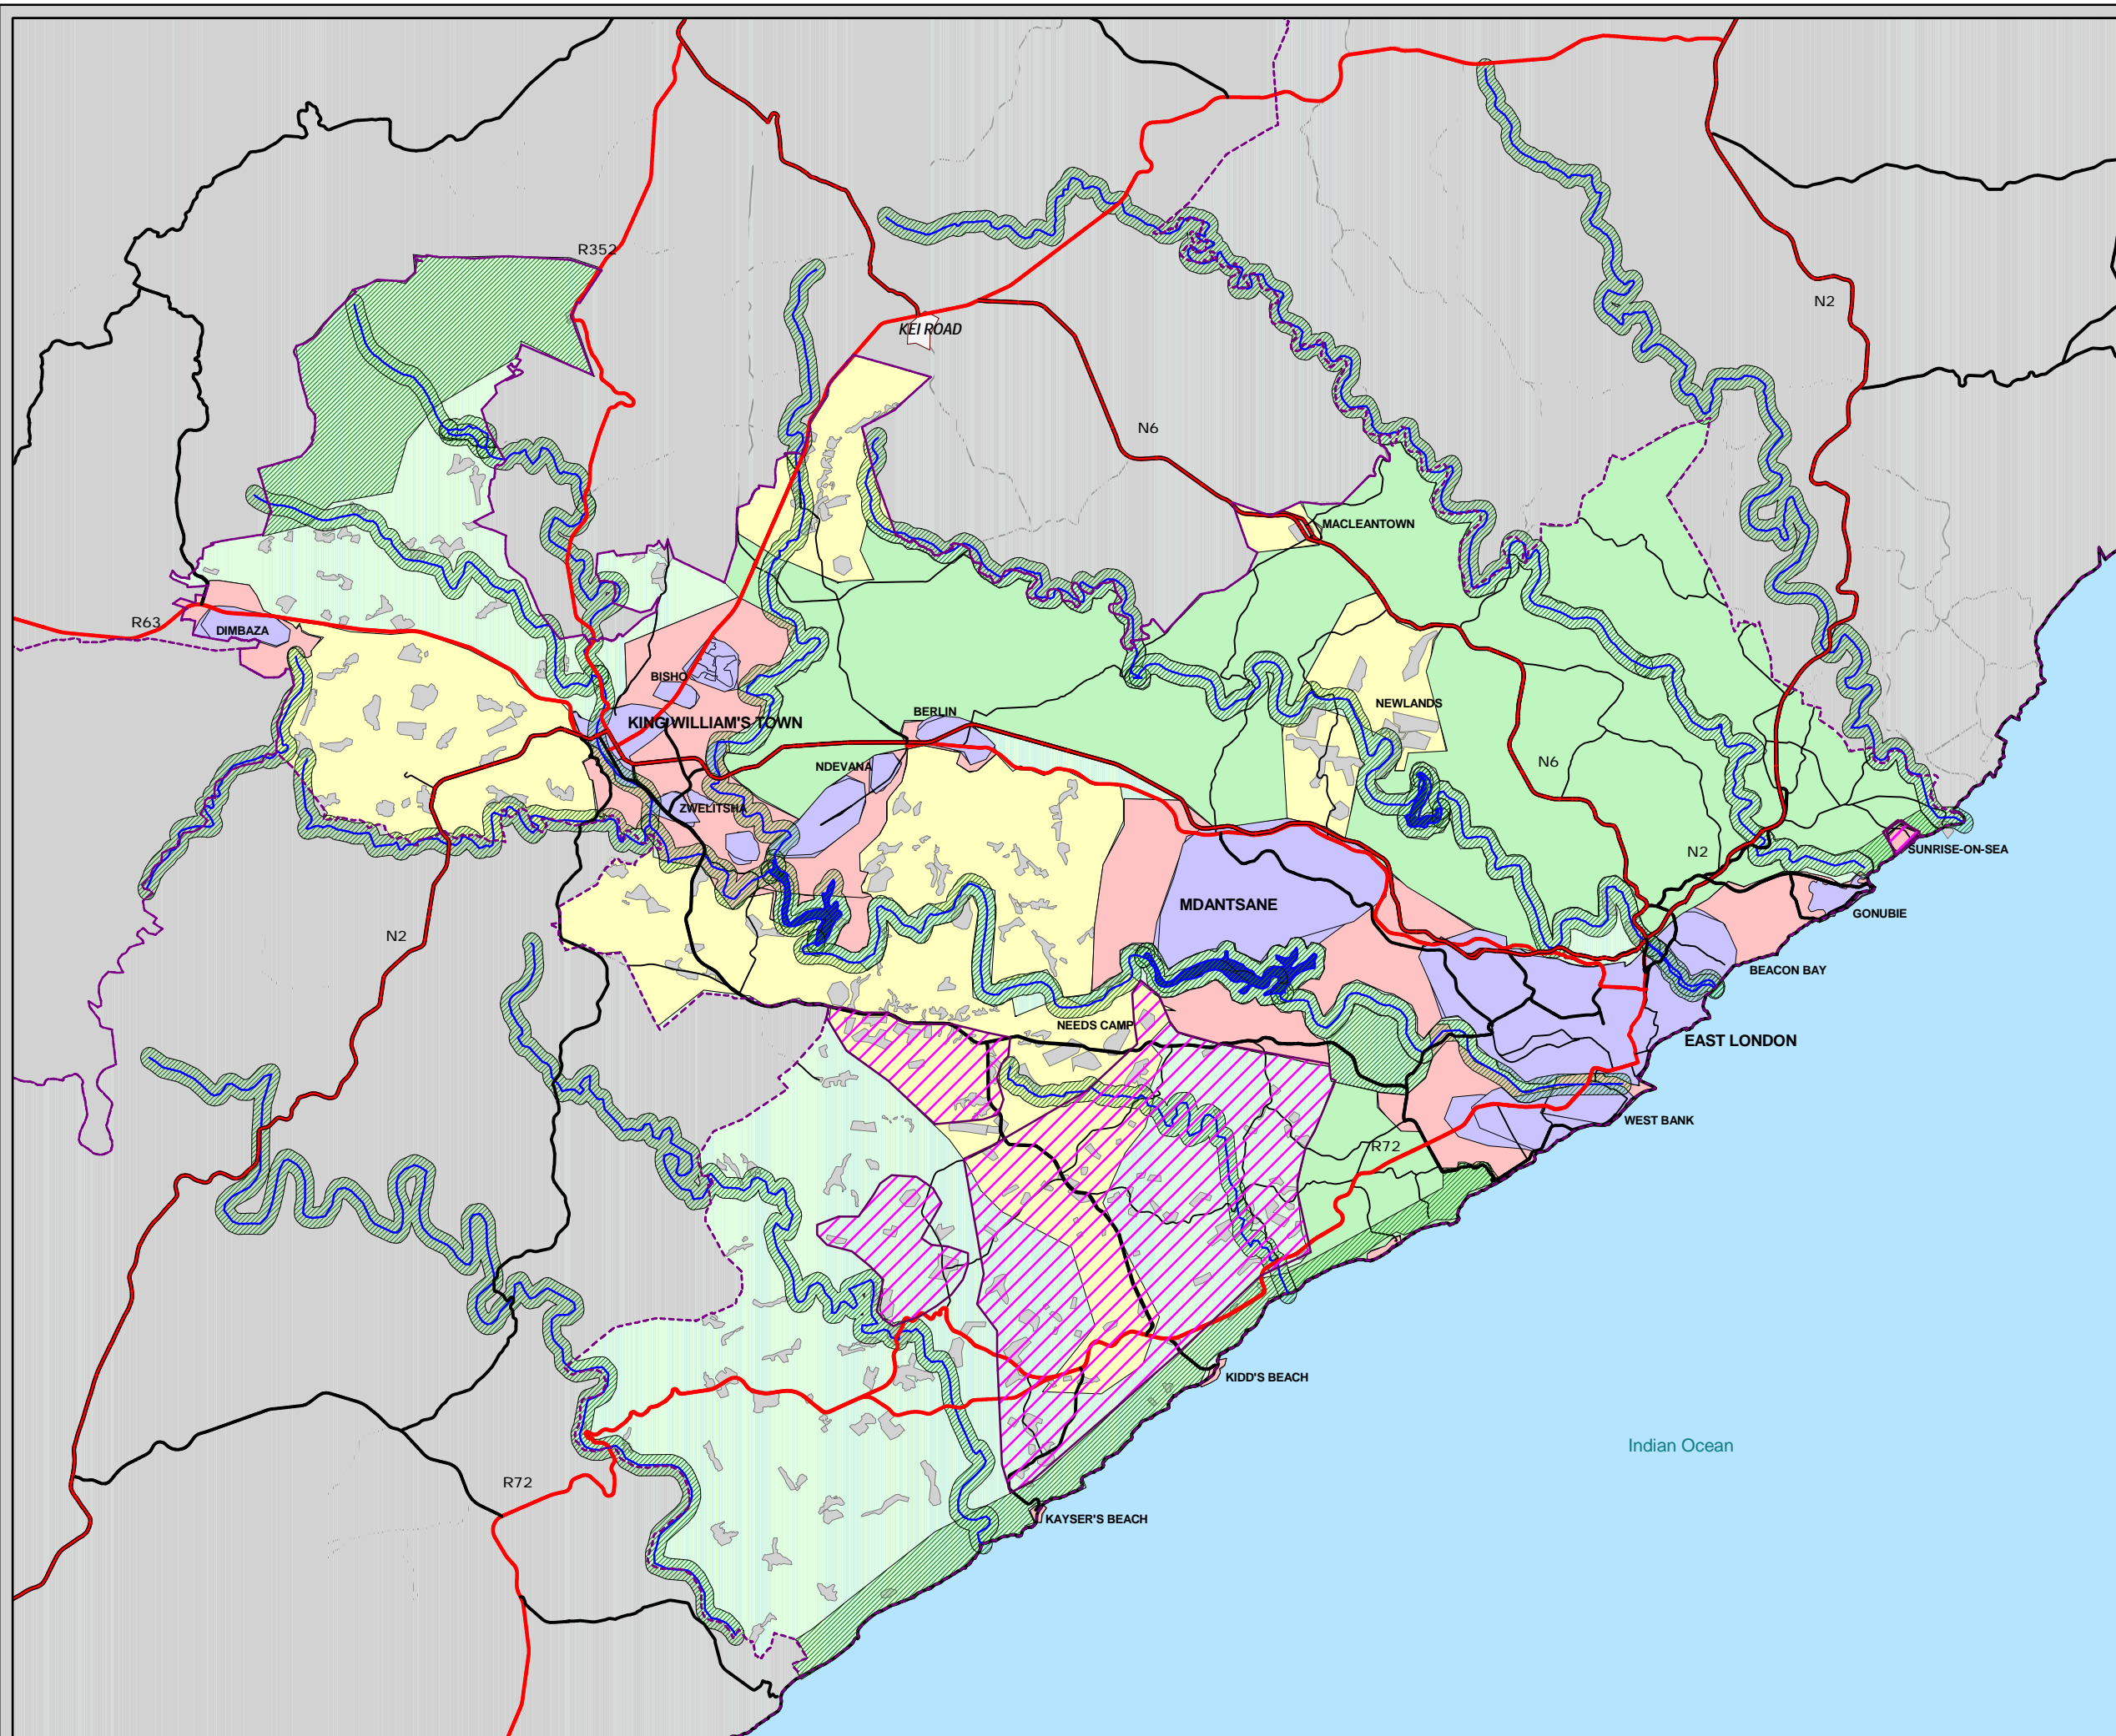 R352
N2
KEI ROAD
N6
MACLEANTOWN
R63
DIMBAZA
BISHO
NEWLANDS
BERLIN
KING WILLIAM'S TOWN
NDEVANA
N6
ZWELITSHA
N2
SUNRISE-ON-SEA
MDANTSANE
GONUBIE
N2
BEACON BAY
NEEDS CAMP
EAST LONDON
WEST BANK
R72
KIDD'S BEACH
Indian Ocean
R72
KAYSER'S BEACH